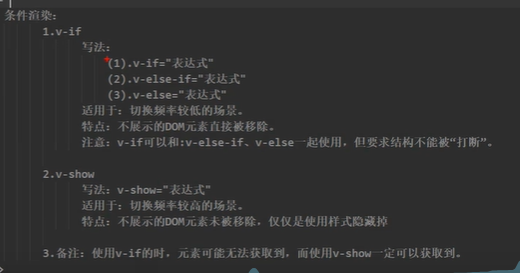 条件渲染:
1.v-if
写法:
(1).v-if="表达式"
(2).v-else-if="表达式"
(3).v-else="表达式"
适用于: 切换频率较低的场景。
特点: 不展示的DOM元素直接被移除。
注意: v-if可以和:v-else-if、v-else一起使用，但要求结构不能被“打断”。
2.v-show
写法: v-show="表达式"
适用于: 切换频率较高的场景。
特点: 不展示的DOM元素未被移除，仅仅是使用样式隐藏掉
3.备注: 使用v-if的时，元素可能无法获取到，而使用v-show一定可以获取到。